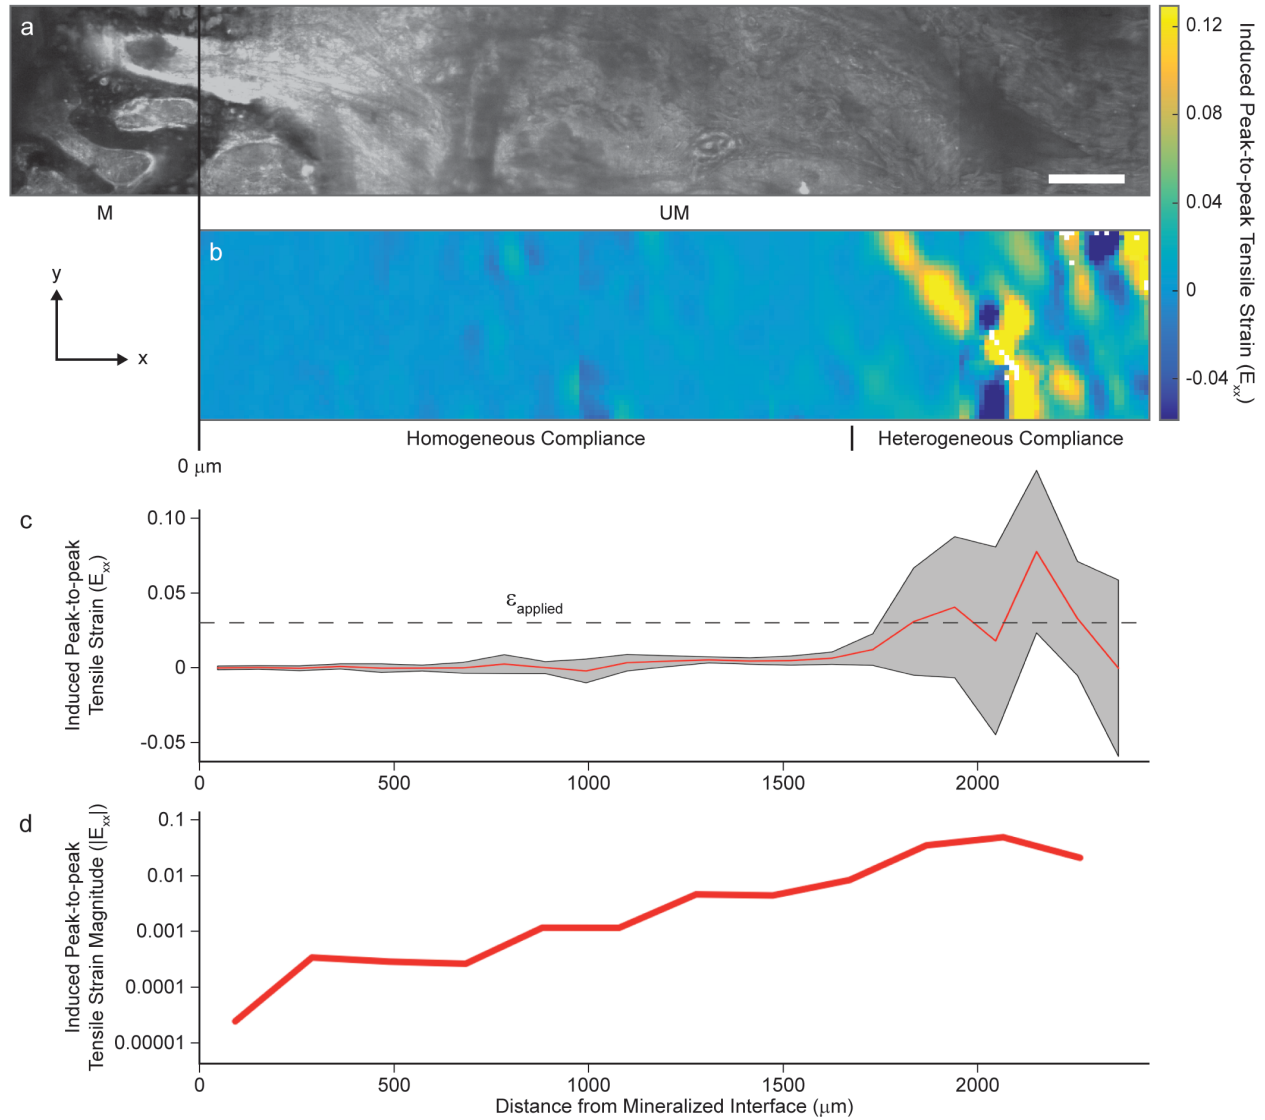 a
M
UM
0.12
0.08
0.04
0
-0.04
Induced Peak-to-peak Tensile Strain (Exx)
y
x
b
Homogeneous Compliance
Heterogeneous Compliance
0 μm
c
Induced Peak-to-peak
Tensile Strain (Exx)
0.10
0.05
0
-0.05
εapplied
0 500 1000 1500 2000
d
Induced Peak-to-peak
Tensile Strain Magnitude (|Exx|)
0.1
0.01
0.001
0.0001
0.00001
0 500 1000 1500 2000
Distance from Mineralized Interface (μm)